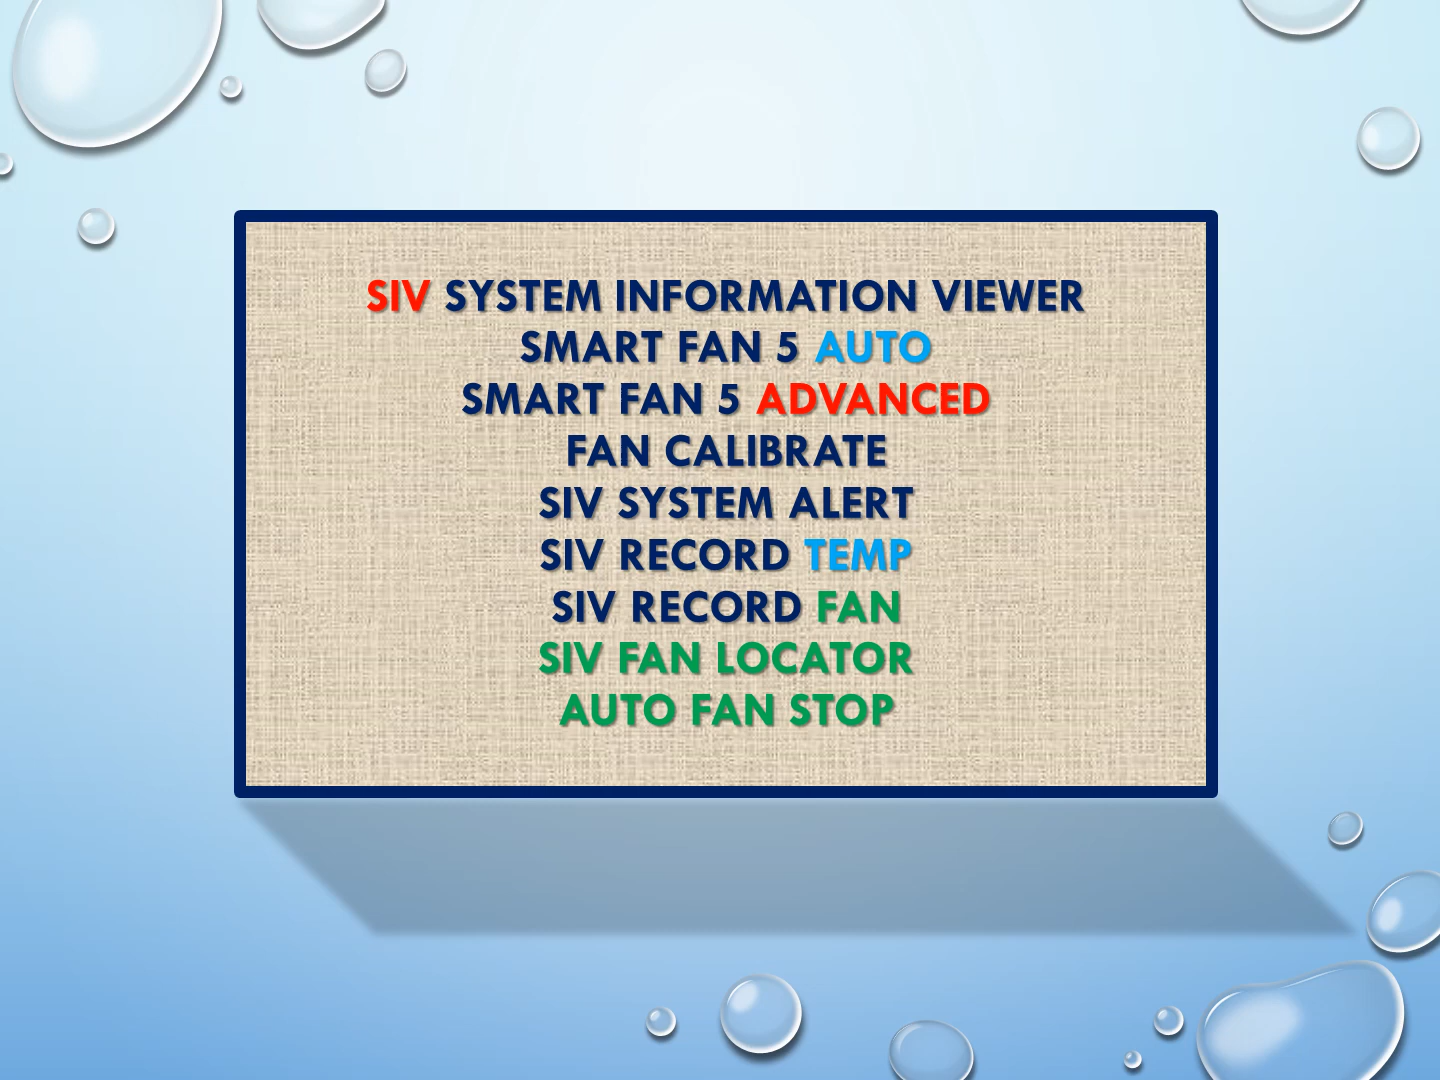 SIV SYSTEM INFORMATION VIEWER
SMART FAN 5 AUTO
SMART FAN 5 ADVANCED
FAN CALIBRATE
SIV SYSTEM ALERT
SIV RECORD TEMP
SIV RECORD FAN
SIV FAN LOCATOR
AUTO FAN STOP